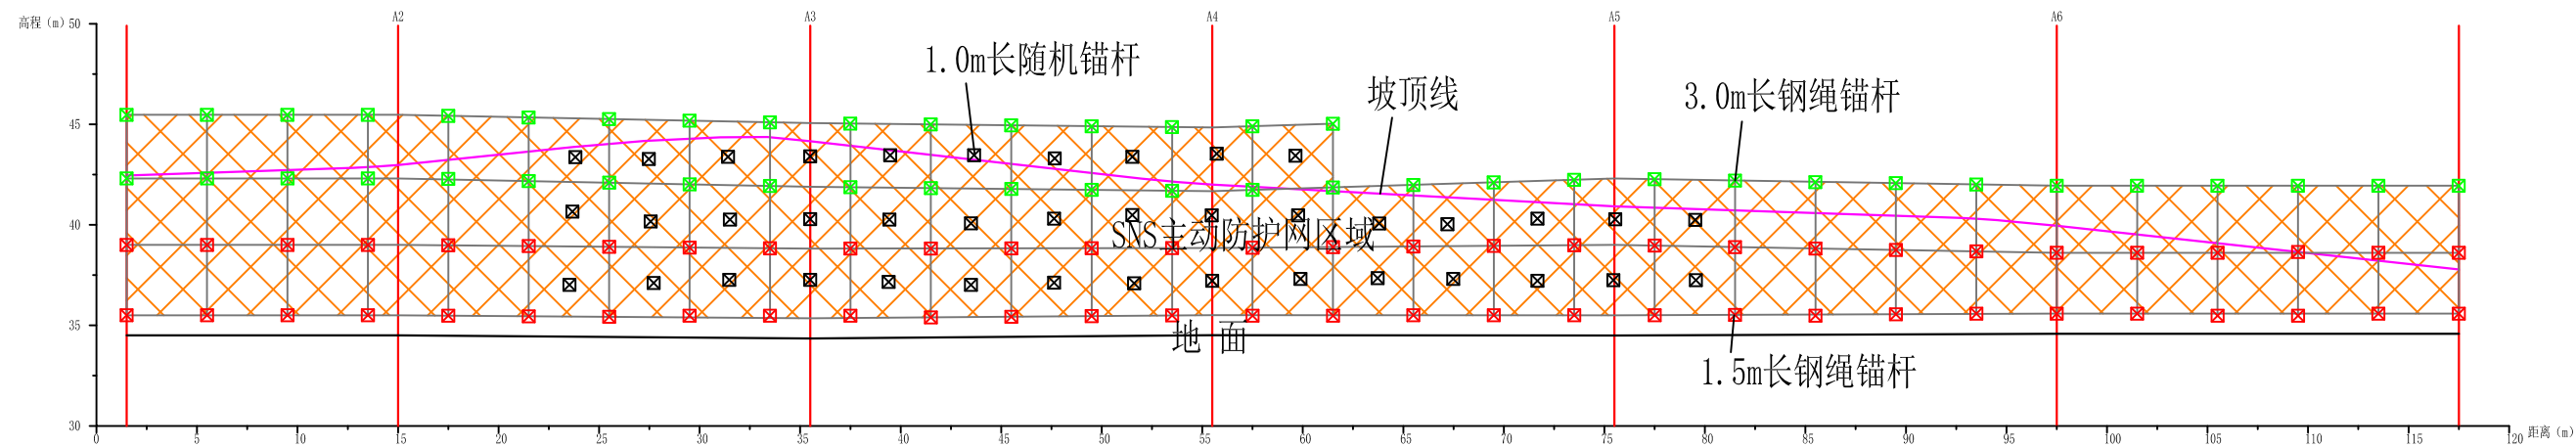 高程（m） 50
A2 A3 A4 A5 A6
1.0m长随机锚杆
坡顶线
3.0m长钢绳锚杆
45
40
SNS主动防护网区域
35
地 面
1.5m长钢绳锚杆
30
0 5 10 15 20 25 30 35 40 45 50 55 60 65 70 75 80 85 90 95 100 105 110 115 120 距离（m）